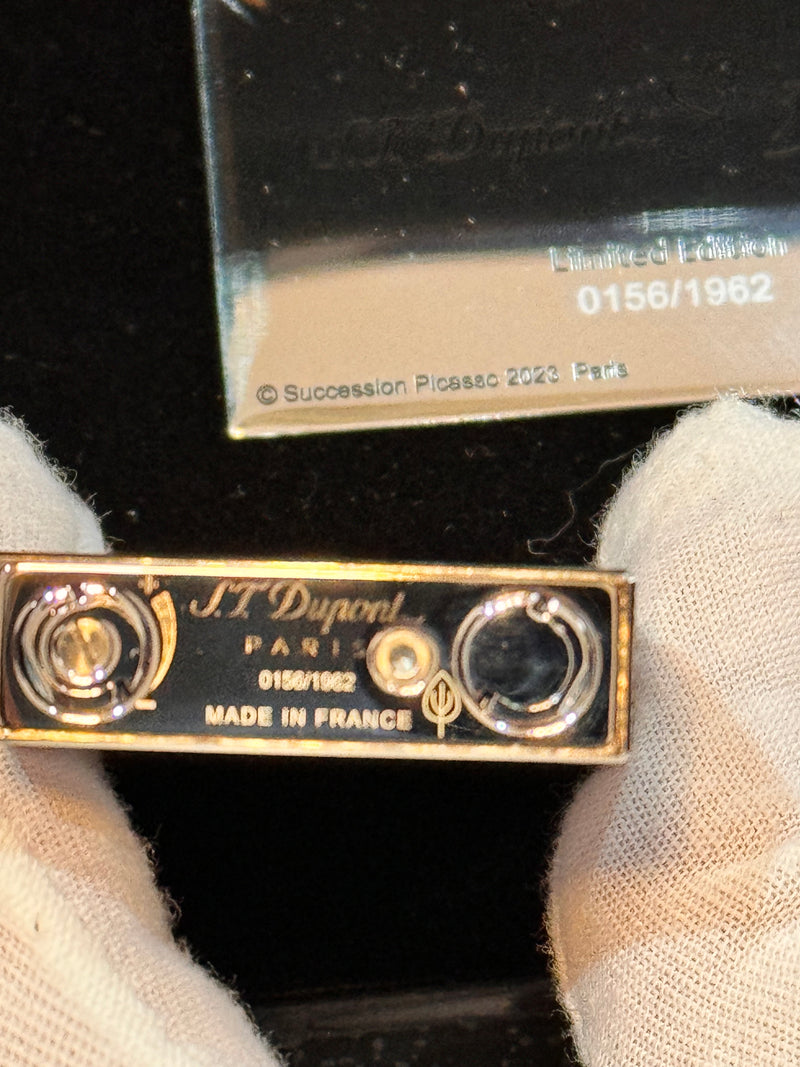 S.T. Dupont
Limited Edition
0156/1962
© Succession Picasso 2023 Paris
S.T. Dupont
PARIS
0156/1962
MADE IN FRANCE
+
-